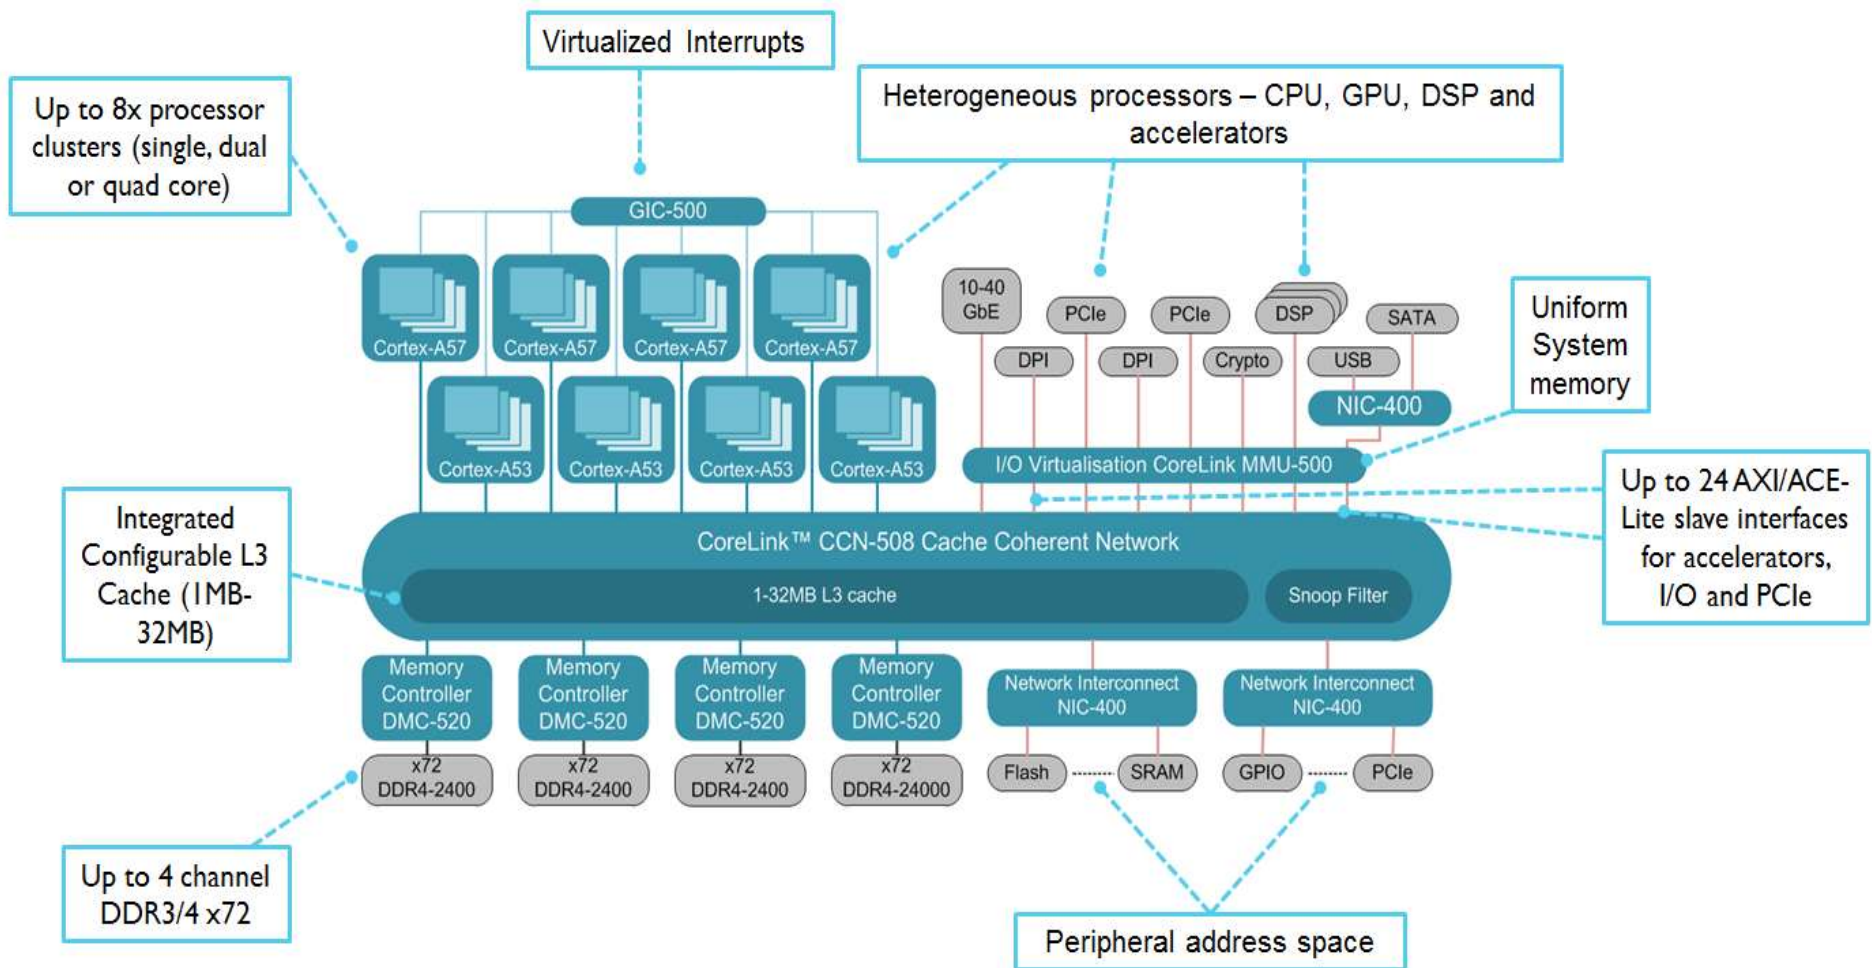 Virtualized Interrupts
Up to 8x processor
clusters (single, dual
or quad core)
Heterogeneous processors – CPU, GPU, DSP and
accelerators
GIC-500
Cortex-A57
Cortex-A57
Cortex-A57
Cortex-A57
Cortex-A53
Cortex-A53
Cortex-A53
Cortex-A53
10-40
GbE
PCIe
PCIe
DSP
SATA
DPI
DPI
Crypto
USB
NIC-400
I/O Virtualisation CoreLink MMU-500
Uniform
System
memory
Up to 24 AXI/ACE-
Lite slave interfaces
for accelerators,
I/O and PCIe
Integrated
Configurable L3
Cache (1MB-
32MB)
CoreLink™ CCN-508 Cache Coherent Network
1-32MB L3 cache
Snoop Filter
Memory
Controller
DMC-520
Memory
Controller
DMC-520
Memory
Controller
DMC-520
Memory
Controller
DMC-520
Network Interconnect
NIC-400
Network Interconnect
NIC-400
x72
DDR4-2400
x72
DDR4-2400
x72
DDR4-2400
x72
DDR4-24000
Flash
SRAM
GPIO
PCIe
Up to 4 channel
DDR3/4 x72
Peripheral address space